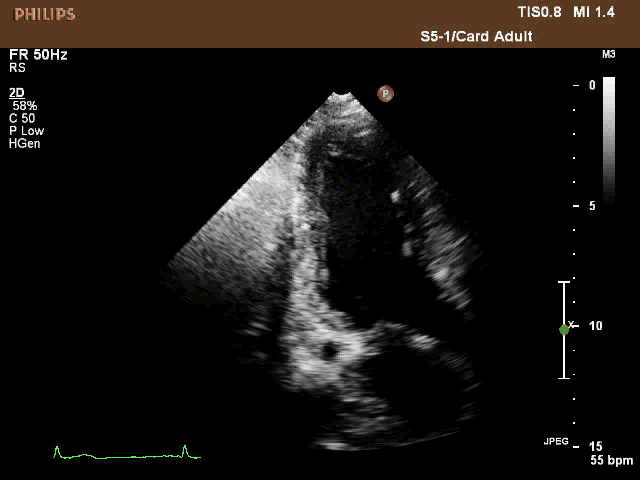 PHILIPS
TIS0.8 MI 1.4
S5-1/Card Adult
FR 50Hz
RS
2D
58%
C 50
P Low
HGen
P
M3
0
5
X
10
JPEG
15
55 bpm